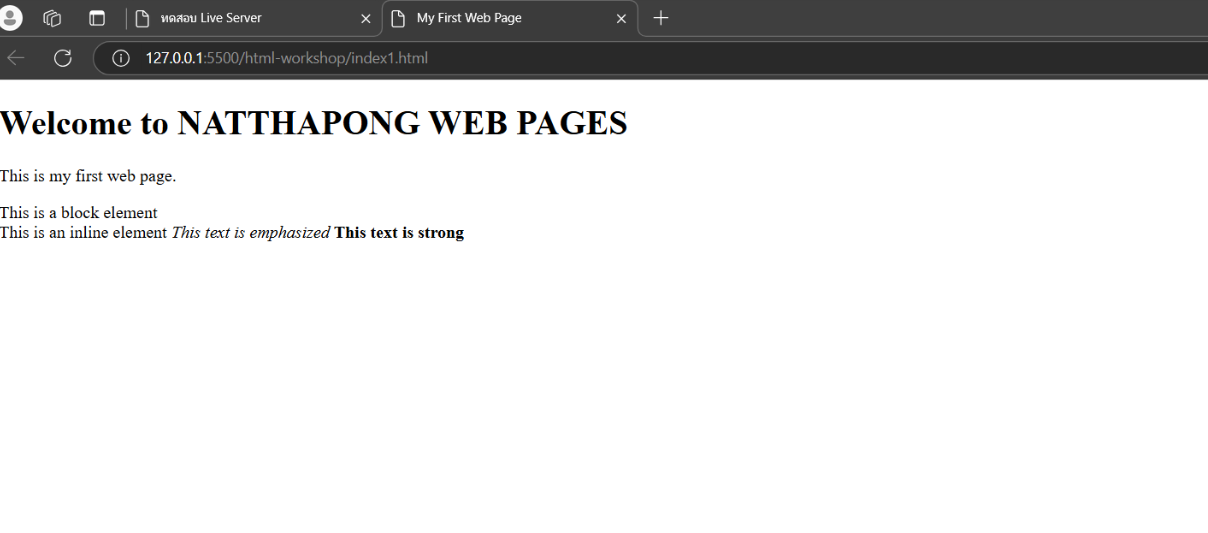 ทดสอบ Live Server
My First Web Page
127.0.0.1:5500/html-workshop/index1.html
Welcome to NATTHAPONG WEB PAGES
This is my first web page.
This is a block element
This is an inline element This text is emphasized This text is strong